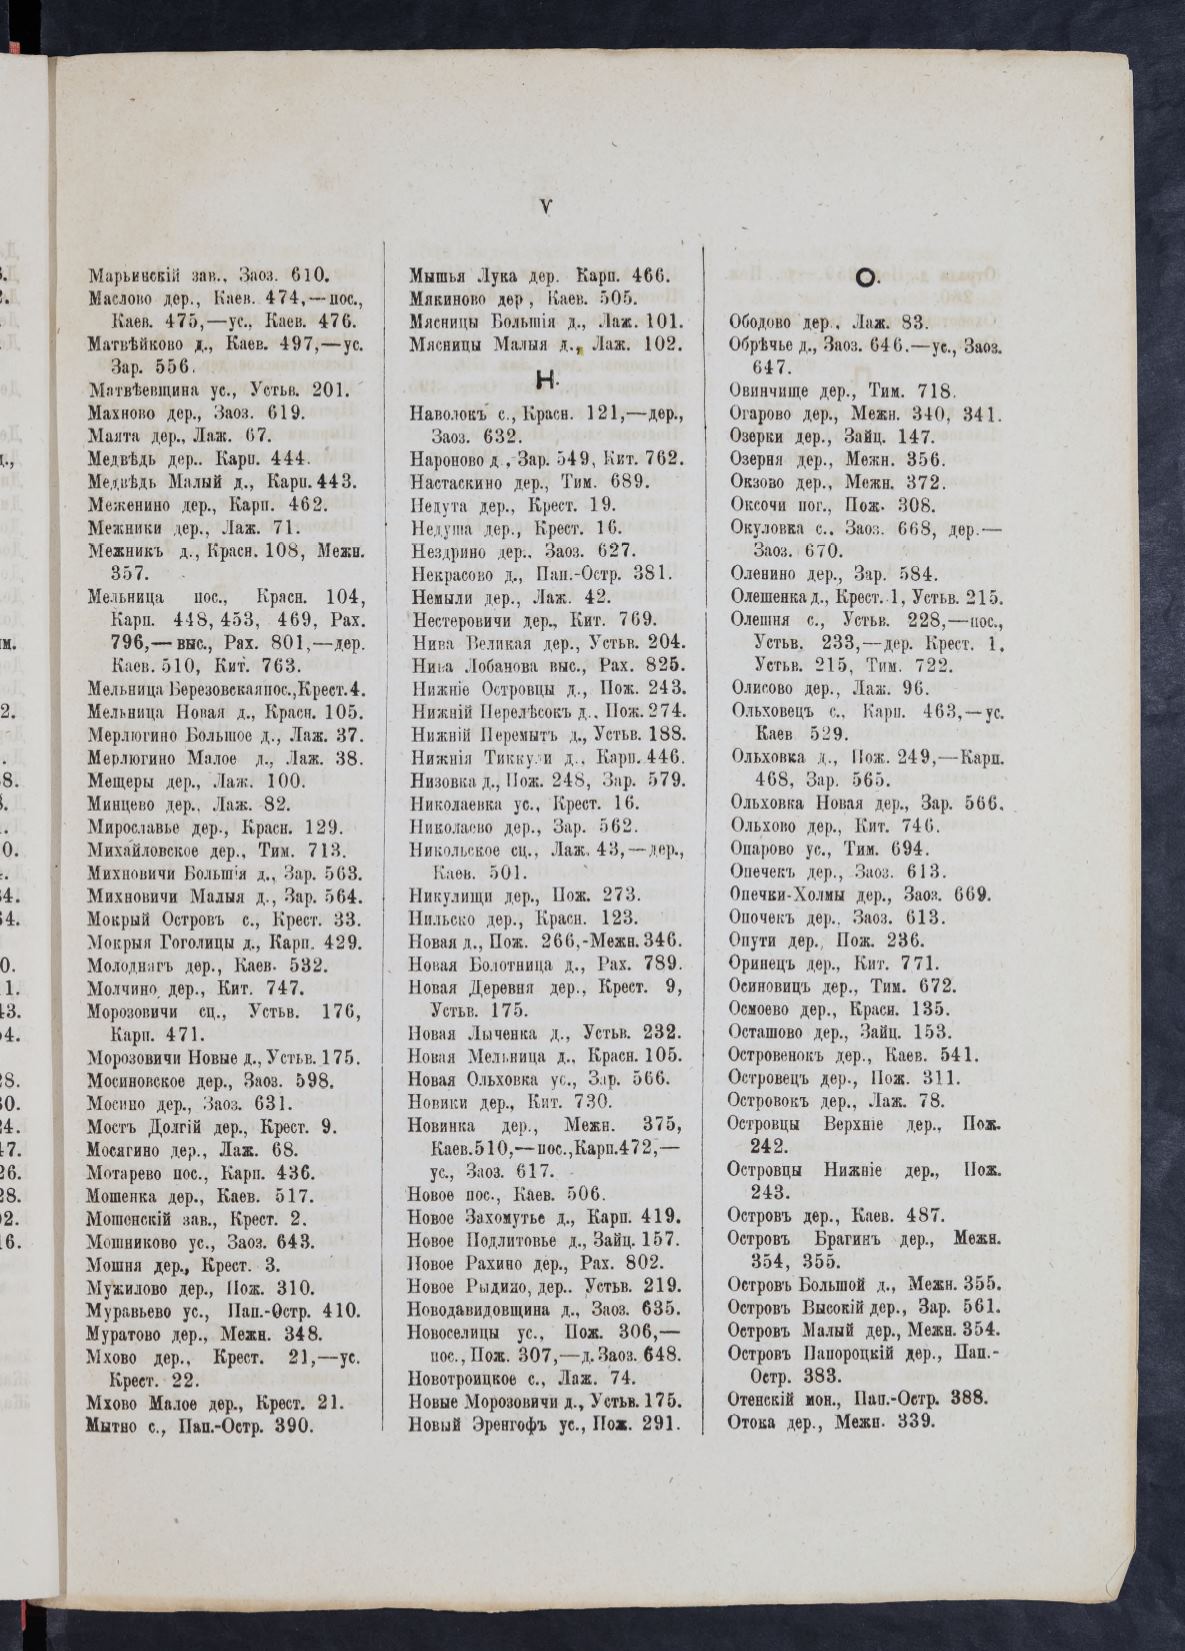 V
Марьинскій зав., Заоз. 610.
Маслово дер., Каев. 474,—пос.,
Каев. 475,—ус., Каев. 476.
Матвѣйково д., Каев. 497,—ус.
Зар. 556.
Матвѣевщина ус., Устьв. 201.
Махново дер., Заоз. 619.
Маята дер., Лаж. 67.
Медвѣдь дер.. Карп. 444.
Медвѣдь Малый д., Карп. 443.
Меженино дер., Карп. 462.
Межники дер., Лаж. 71.
Межникъ д., Красн. 108, Межн.
357.
Мельница пос., Красн. 104,
Карп. 448, 453, 469, Рах.
796,—выс., Рах. 801,—дер.
Каев. 510, Кит. 763.
Мельница Березовская пос., Крест. 4.
Мельница Новая д., Красн. 105.
Мерлюгино Большое д., Лаж. 37.
Мерлюгино Малое д., Лаж. 38.
Мещеры дер., Лаж. 100.
Минцево дер., Лаж. 82.
Мирославье дер., Красн. 129.
Михайловское дер., Тим. 713.
Михновичи Большія д., Зар. 563.
Михновичи Малыя д., Зар. 564.
Мокрый Островъ с., Крест. 33.
Мокрыя Гоголицы д., Карп. 429.
Молоднягъ дер., Каев. 532.
Молчино дер., Кит. 747.
Морозовичи сц., Устьв. 176,
Карп. 471.
Морозовичи Новые д., Устьв. 175.
Мосиновское дер., Заоз. 598.
Мосино дер., Заоз. 631.
Мостъ Долгій дер., Крест. 9.
Мосягино дер., Лаж. 68.
Мотарево пос., Карп. 436.
Мошенка дер., Каев. 517.
Мошенскій зав., Крест. 2.
Мошниково ус., Заоз. 643.
Мошня дер., Крест. 3.
Мужилово дер., Пож. 310.
Муравьево ус., Пап.-Остр. 410.
Муратово дер., Межн. 348.
Мхово дер., Крест. 21,—ус.
Крест. 22.
Мхово Малое дер., Крест. 21.
Мытно с., Пап.-Остр. 390.
Мышья Лука дер. Карп. 466.
Мякиново дер , Каев. 505.
Мясницы Большія д., Лаж. 101.
Мясницы Малыя д., Лаж. 102.
Н.
Наволокъ с., Красн. 121,—дер.,
Заоз. 632.
Нароново д., Зар. 549, Кит. 762.
Настаскино дер., Тим. 689.
Недута дер., Крест. 19.
Недуша дер., Крест. 16.
Нездрино дер., Заоз. 627.
Некрасово д., Пап.-Остр. 381.
Немыли дер., Лаж. 42.
Нестеровичи дер., Кит. 769.
Нива Великая дер., Устьв. 204.
Нива Лобанова выс., Рах. 825.
Нижніе Островцы д., Пож. 243.
Нижній Перелѣсокъ д., Пож. 274.
Нижній Перемытъ д., Устьв. 188.
Нижнія д., Карп. 446.
Низовка д., Пож. 248, Зар. 579.
Николаевка ус., Крест. 16.
Николаево дер., Зар. 562.
Никольское сц., Лаж. 43,—дер.,
Каев. 501.
Никулищи дер., Пож. 273.
Нильско дер., Красн. 123.
Новая д., Пож. 266,-Межн. 346.
Новая Болотница д., Рах. 789.
Новая Деревня дер., Крест. 9,
Устьв. 175.
Новая Лыченка д., Устьв. 232.
Новая Мельница д., Красн. 105.
Новая Ольховка ус., Зар. 566.
Новики дер., Кит. 730.
Новинка дер., Межн. 375,
Каев. 510,—пос., Карп. 472,—
ус., Заоз. 617.
Новое пос., Каев. 506.
Новое Захомутье д., Карп. 419.
Новое Подлитовье д., Зайц. 157.
Новое Рахино дер., Рах. 802.
Новое Рыдино, дер.. Устьв. 219.
Новодавидовщина д., Заоз. 635.
Новоселицы ус., Пож. 306,—
пос., Пож. 307,—д. Заоз. 648.
Новотроицкое с., Лаж. 74.
Новые Морозовичи д., Устьв. 175.
Новый Эренгофъ ус., Пож. 291.
О.
Ободово дер., Лаж. 83.
Обрѣчье д., Заоз. 646.—ус., Заоз.
647.
Овинчище дер., Тим. 718.
Огарово дер., Межн. 340, 341.
Озерки дер., Зайц. 147.
Озерня дер., Межн. 356.
Окзово дер., Межн. 372.
Оксочи пог., Пож. 308.
Окуловка с.. Заоз. 668, дер.—
Заоз. 670.
Оленино дер., Зар. 584.
Олешенка д., Крест. 1, Устьв. 215.
Олешня с., Устьв. 228,—пос.,
Устьв. 233,—дер. Крест. 1,
Устьв. 215, Тим. 722.
Олисово дер., Лаж. 96.
Ольховецъ с., Карп. 463,—ус.
Каев 529.
Ольховка д., Пож. 249,—Карп.
468, Зар. 565.
Ольховка Новая дер., Зар. 566.
Ольхово дер., Кит. 746.
Опарово ус., Тим. 694.
Опечекъ дер., Заоз. 613.
Опечки-Холмы дер., Заоз. 669.
Опочекъ дер., Заоз. 613.
Опути дер., Пож. 236.
Оринецъ дер., Кит. 771.
Осиновицъ дер., Тим. 672.
Осмоево дер., Красн. 135.
Осташово дер., Зайц. 153.
Островенокъ дер., Каев. 541.
Островецъ дер., Пож. 311.
Островокъ дер., Лаж. 78.
Островцы Верхніе дер., Пож.
242.
Островцы Нижніе дер., Пож.
243.
Островъ дер., Каев. 487.
Островъ Брагинъ дер., Межн.
354, 355.
Островъ Большой д., Межн. 355.
Островъ Высокій дер., Зар. 561.
Островъ Малый дер., Межн. 354.
Островъ Папороцкій дер., Пап.-
Остр. 383.
Отенскій мон., Пап.-Остр. 388.
Отока дер., Межн. 339.